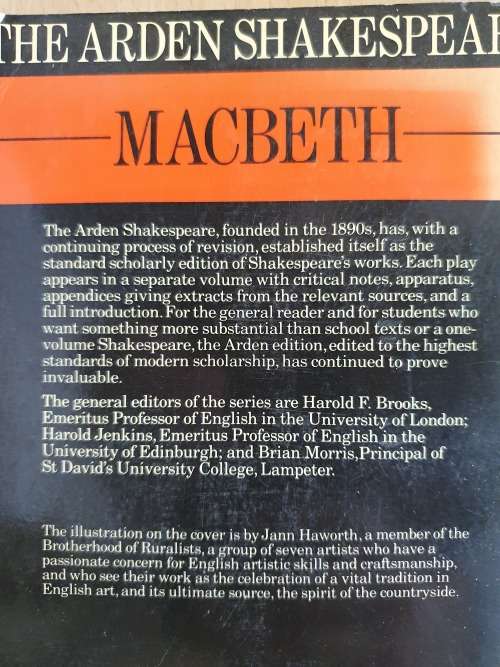 THE ARDEN SHAKESPEAR
MACBETH
The Arden Shakespeare, founded in the 1890s, has, with a
continuing process of revision, established itself as the
standard scholarly edition of Shakespeare's works. Each play
appears in a separate volume with critical notes, apparatus,
appendices giving extracts from the relevant sources, and a
full introduction. For the general reader and for students who
want something more substantial than school texts or a one-
volume Shakespeare, the Arden edition, edited to the highest
standards of modern scholarship, has continued to prove
invaluable.
The general editors of the series are Harold F. Brooks,
Emeritus Professor of English in the University of London;
Harold Jenkins, Emeritus Professor of English in the
University of Edinburgh; and Brian Morris, Principal of
St David's University College, Lampeter.
The illustration on the cover is by Jann Haworth, a member of the
Brotherhood of Ruralists, a group of seven artists who have a
passionate concern for English artistic skills and craftsmanship,
and who see their work as the celebration of a vital tradition in
English art, and its ultimate source, the spirit of the countryside.